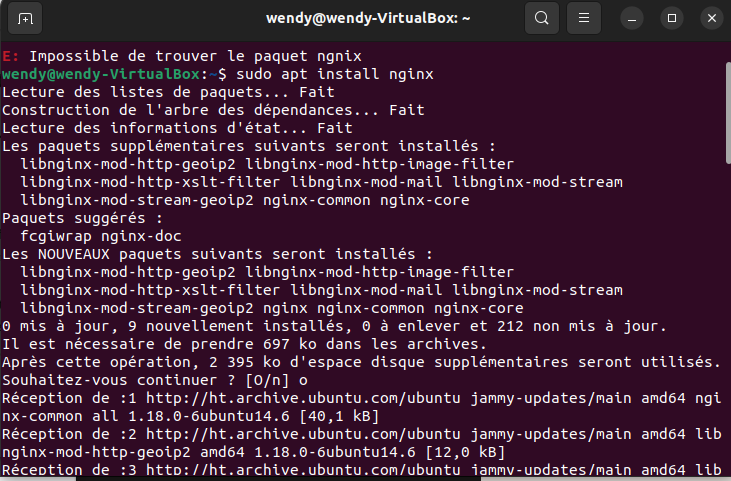 wendy@wendy-VirtualBox: ~
E: Impossible de trouver le paquet ngnix
wendy@wendy-VirtualBox:~$ sudo apt install nginx
Lecture des listes de paquets... Fait
Construction de l'arbre des dépendances... Fait
Lecture des informations d'état... Fait
Les paquets supplémentaires suivants seront installés :
  libnginx-mod-http-geoip2 libnginx-mod-http-image-filter
  libnginx-mod-http-xslt-filter libnginx-mod-mail libnginx-mod-stream
  libnginx-mod-stream-geoip2 nginx-common nginx-core
Paquets suggérés :
  fcgiwrap nginx-doc
Les NOUVEAUX paquets suivants seront installés :
  libnginx-mod-http-geoip2 libnginx-mod-http-image-filter
  libnginx-mod-http-xslt-filter libnginx-mod-mail libnginx-mod-stream
  libnginx-mod-stream-geoip2 nginx nginx-common nginx-core
0 mis à jour, 9 nouvellement installés, 0 à enlever et 212 non mis à jour.
Il est nécessaire de prendre 697 ko dans les archives.
Après cette opération, 2 395 ko d'espace disque supplémentaires seront utilisés.
Souhaitez-vous continuer ? [O/n] o
Réception de :1 http://ht.archive.ubuntu.com/ubuntu jammy-updates/main amd64 ngi
nx-common all 1.18.0-6ubuntu14.6 [40,1 kB]
Réception de :2 http://ht.archive.ubuntu.com/ubuntu jammy-updates/main amd64 lib
nginx-mod-http-geoip2 amd64 1.18.0-6ubuntu14.6 [12,0 kB]
Réception de :3 http://ht.archive.ubuntu.com/ubuntu jammy-updates/main amd64 lib